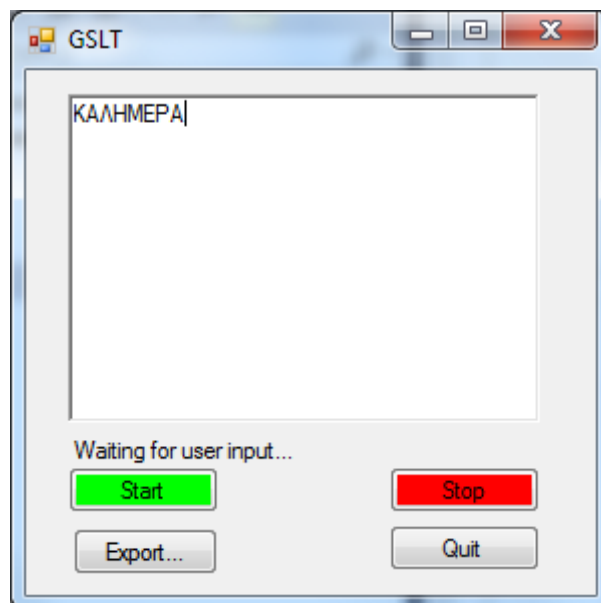 GSLT
ΚΑΛΗΜΕΡΑ
Waiting for user input...
Start
Stop
Export...
Quit